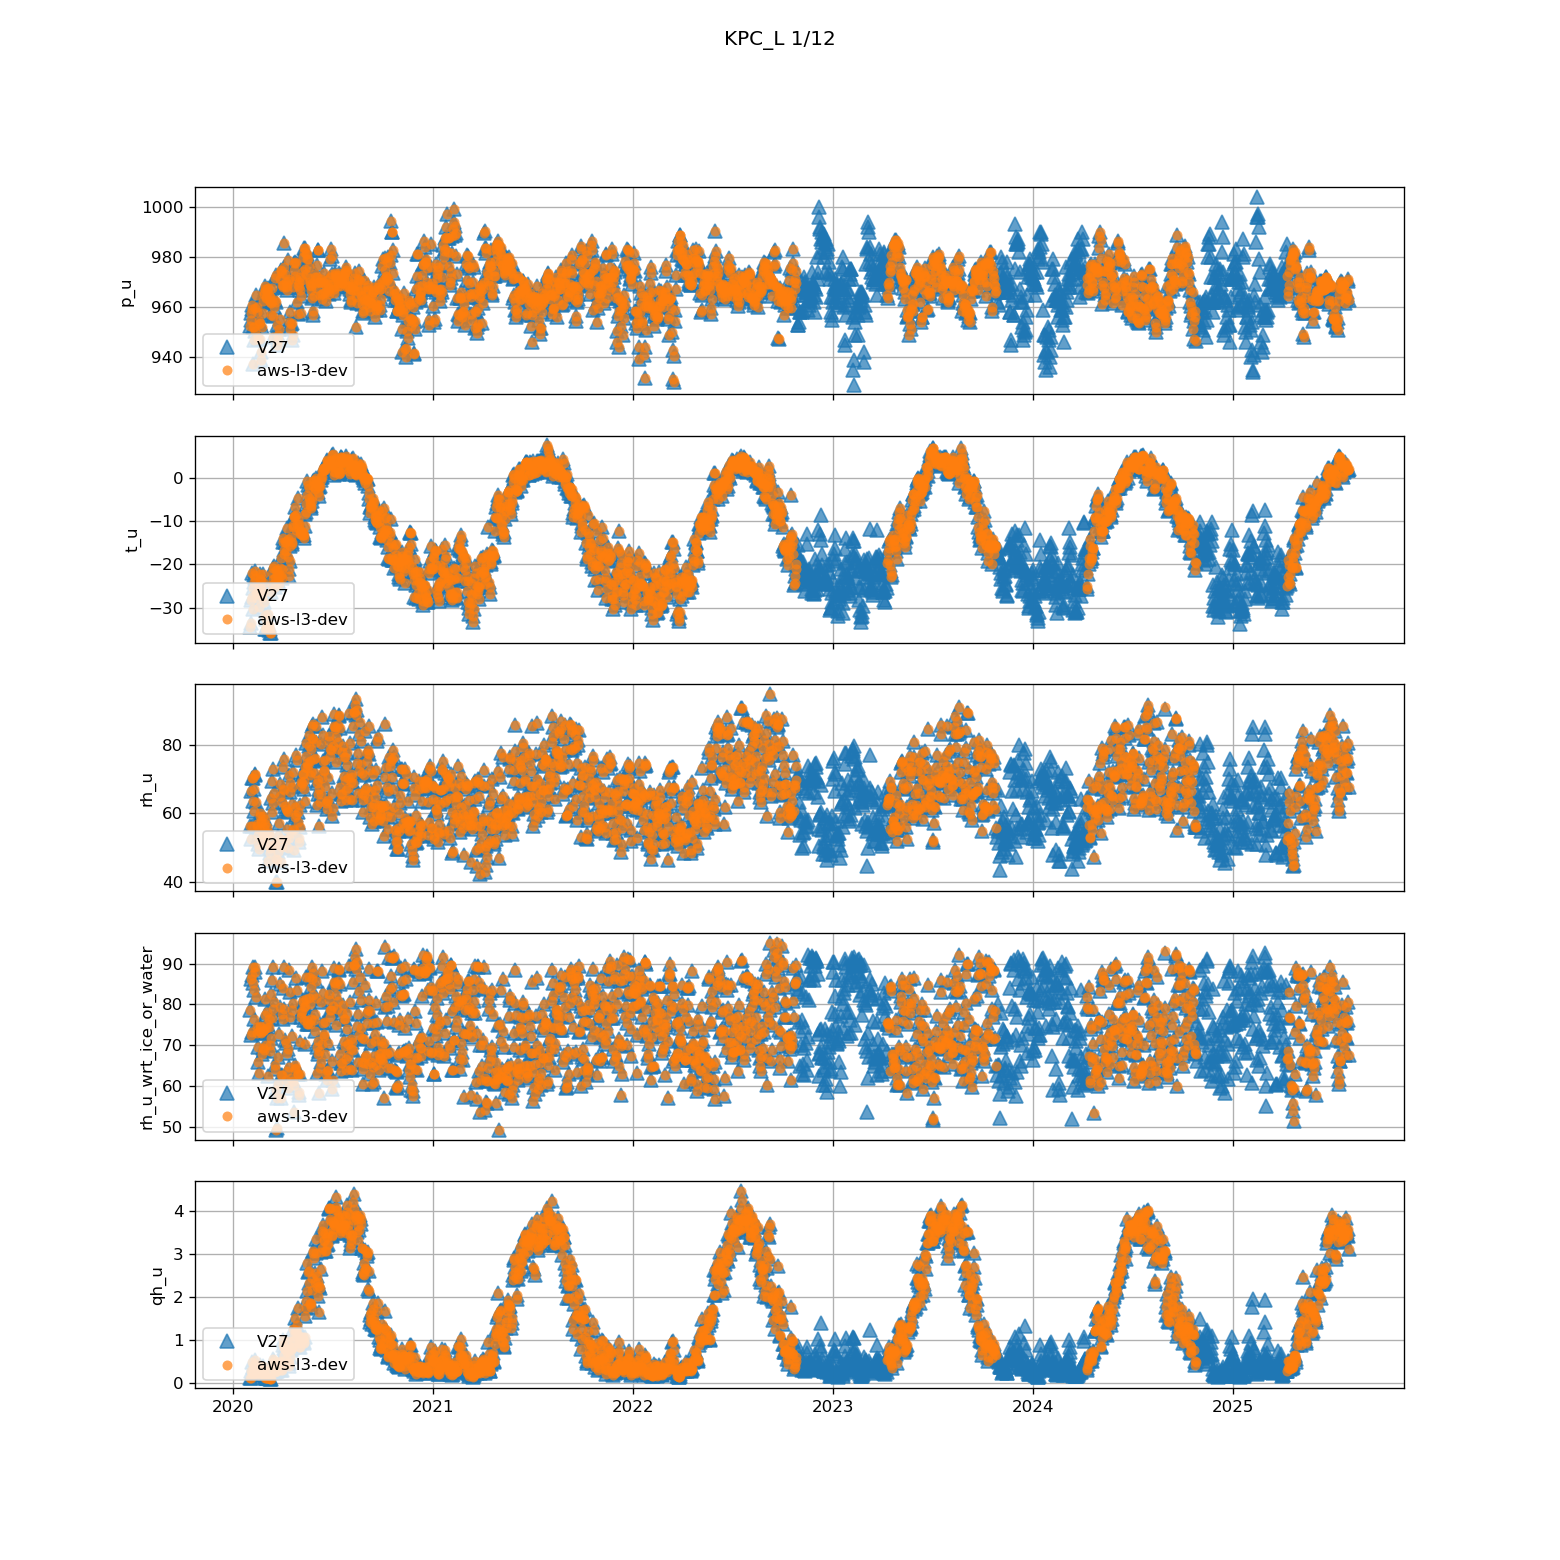 KPC_L 1/12
1000
980
960
940
p_u
V27
aws-l3-dev
0
−10
−20
−30
t_u
V27
aws-l3-dev
80
60
40
rh_u
V27
aws-l3-dev
90
80
70
60
50
rh_u_wrt_ice_or_water
V27
aws-l3-dev
4
3
2
1
0
qh_u
V27
aws-l3-dev
2020 2021 2022 2023 2024 2025